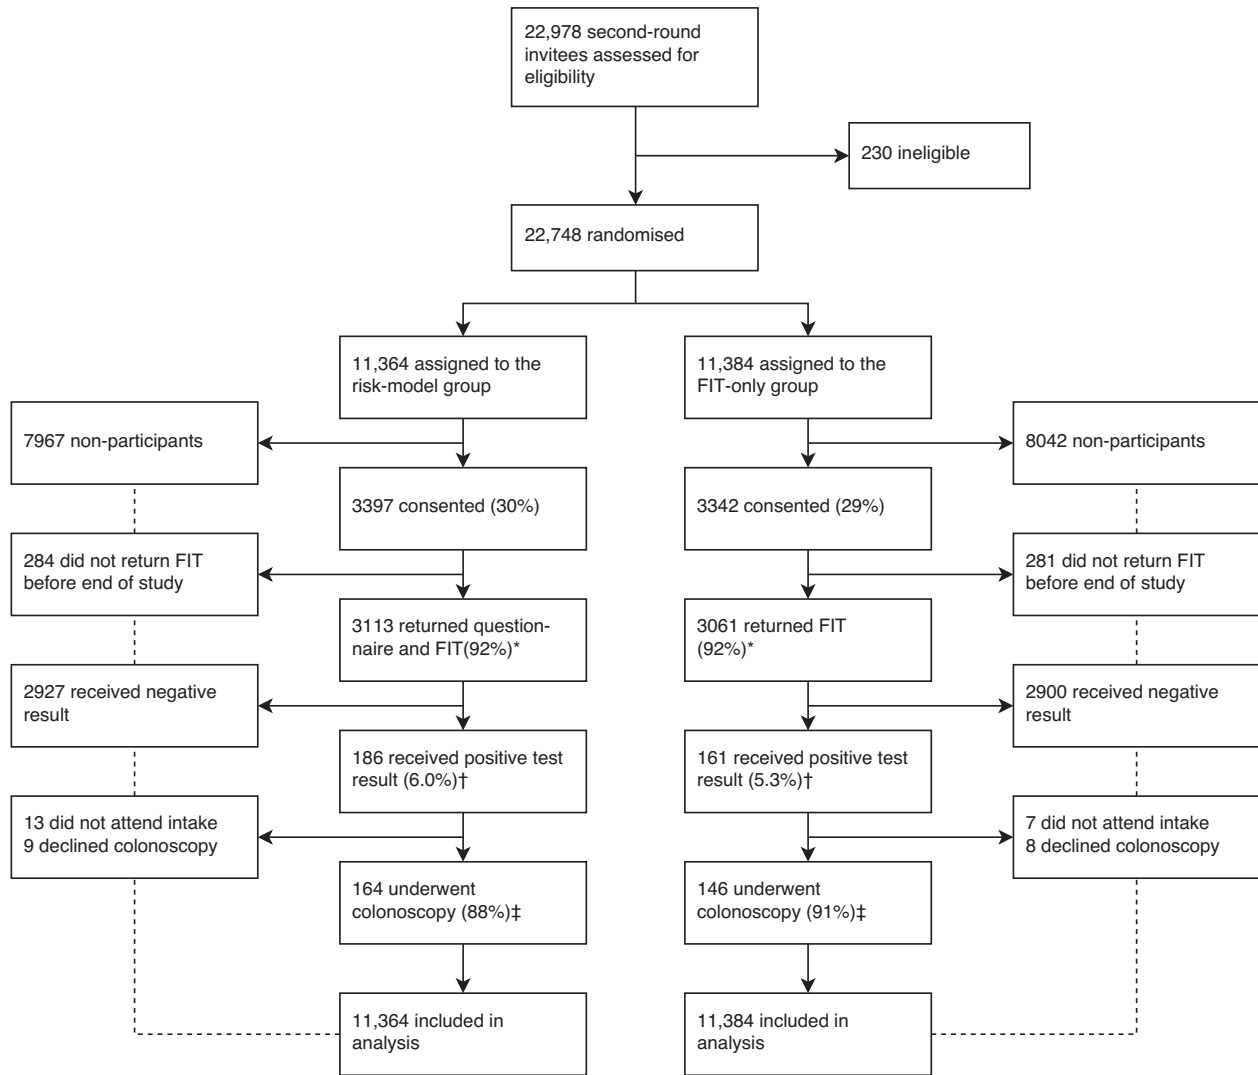 22,978 second-round
invitees assessed for
eligibility
230 ineligible
22,748 randomised
11,364 assigned to the
risk-model group
11,384 assigned to the
FIT-only group
7967 non-participants
8042 non-participants
3397 consented (30%)
3342 consented (29%)
284 did not return FIT
before end of study
281 did not return FIT
before end of study
3113 returned question-
naire and FIT(92%)*
3061 returned FIT
(92%)*
2927 received negative
result
2900 received negative
result
186 received positive test
result (6.0%)†
161 received positive test
result (5.3%)†
13 did not attend intake
9 declined colonoscopy
7 did not attend intake
8 declined colonoscopy
164 underwent
colonoscopy (88%)‡
146 underwent
colonoscopy (91%)‡
11,364 included in
analysis
11,384 included in
analysis